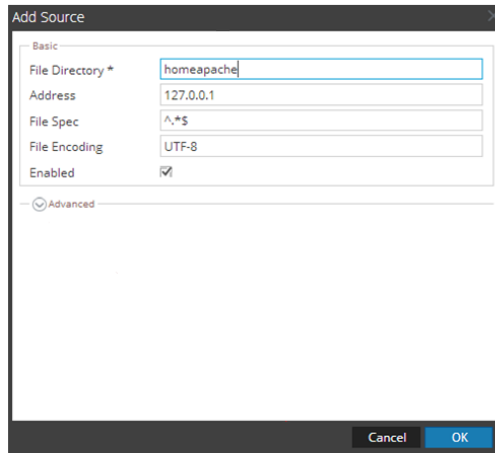 Add Source
Basic
File Directory * homeapache
Address 127.0.0.1
File Spec ^.*$
File Encoding UTF-8
Enabled
Advanced
Cancel OK